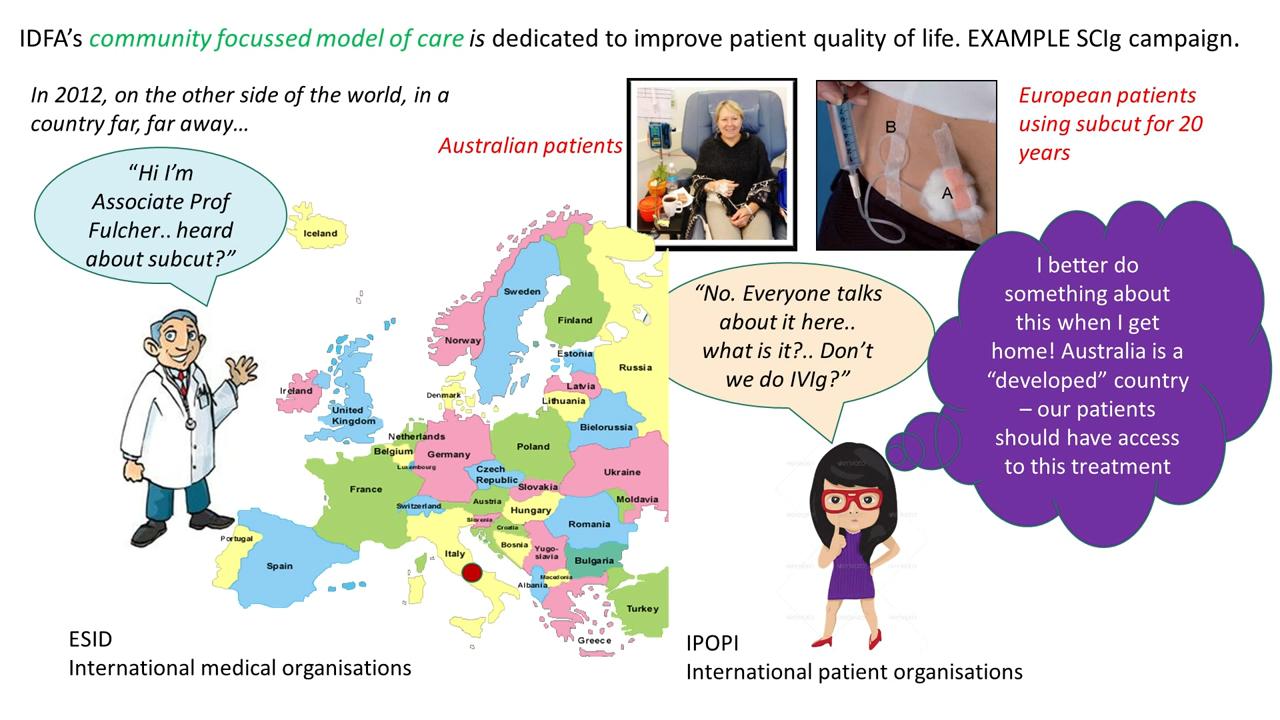 IDFA's community focussed model of care is dedicated to improve patient quality of life. EXAMPLE SCIg campaign.
In 2012, on the other side of the world, in a
country far, far away…
Australian patients
European patients
using subcut for 20
years
B
A
“Hi I’m
Associate Prof
Fulcher.. heard
about subcut?”
“No. Everyone talks
about it here..
what is it?.. Don’t
we do IVIg?”
I better do
something about
this when I get
home! Australia is a
“developed” country
– our patients
should have access
to this treatment
Iceland
Sweden
Finland
Norway
Estonia
Russia
Latvia
Denmark
Lithuania
Ireland
United
Kingdom
Bielorussia
Netherlands
Belgium
Germany
Poland
Luxembourg
Czech
Republic
Ukraine
Slovakia
France
Moldavia
Switzerland
Austria
Hungary
Slovenia
Croatia
Romania
Portugal
Bosnia
Yugo-
slavia
Italy
Bulgaria
Spain
Macedonia
Albania
Turkey
Greece
ESID
International medical organisations
IPOPI
International patient organisations